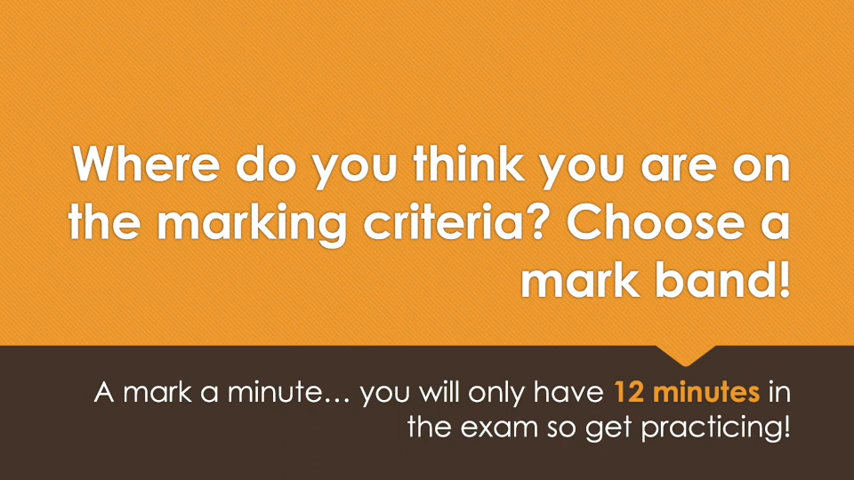 Where do you think you are on
the marking criteria? Choose a
mark band!
A mark a minute… you will only have 12 minutes in
the exam so get practicing!